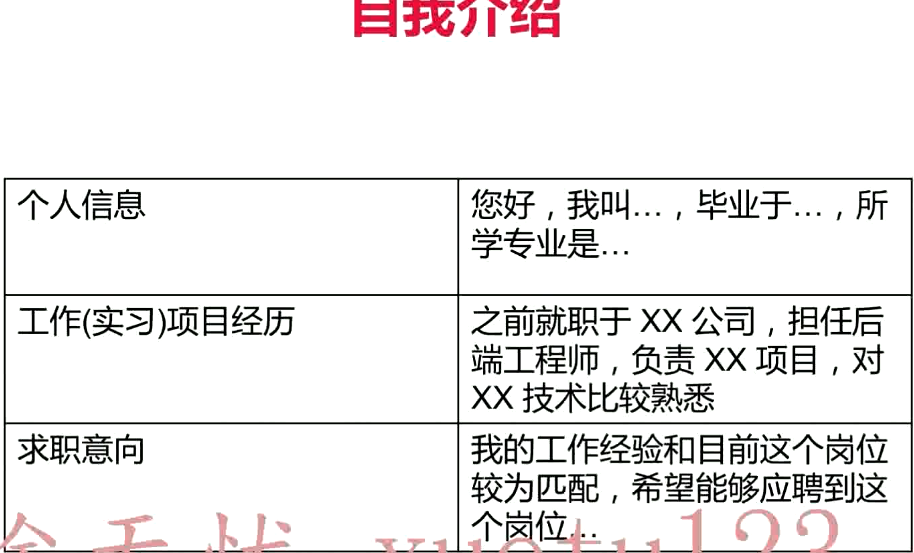 自我介绍
个人信息
您好，我叫...，毕业于...，所
学专业是...
工作(实习)项目经历
之前就职于 XX 公司，担任后
端工程师，负责 XX 项目，对
XX 技术比较熟悉
求职意向
我的工作经验和目前这个岗位
较为匹配，希望能够应聘到这
个岗位...